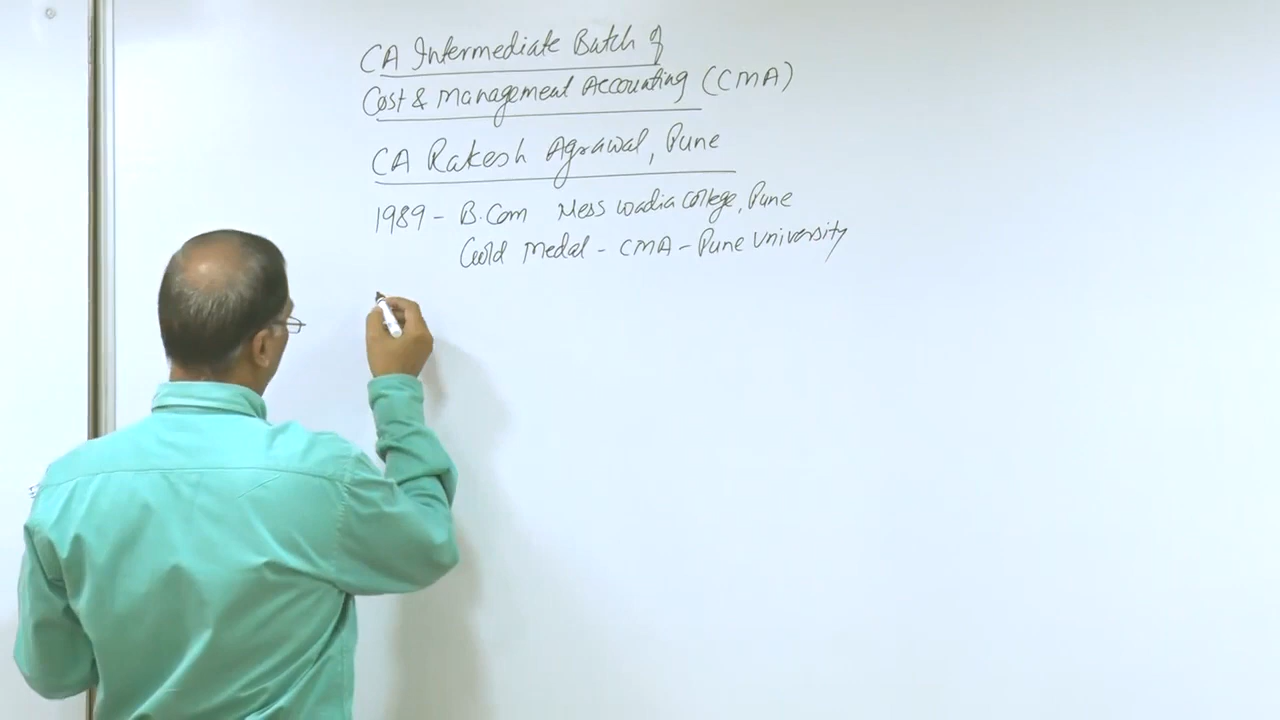 CA Intermediate Batch of
Cost & Management Accounting (CMA)
CA Rakesh Agrawal, Pune
1989 - B.Com Ness Wadia College, Pune
Gold Medal - CMA - Pune University